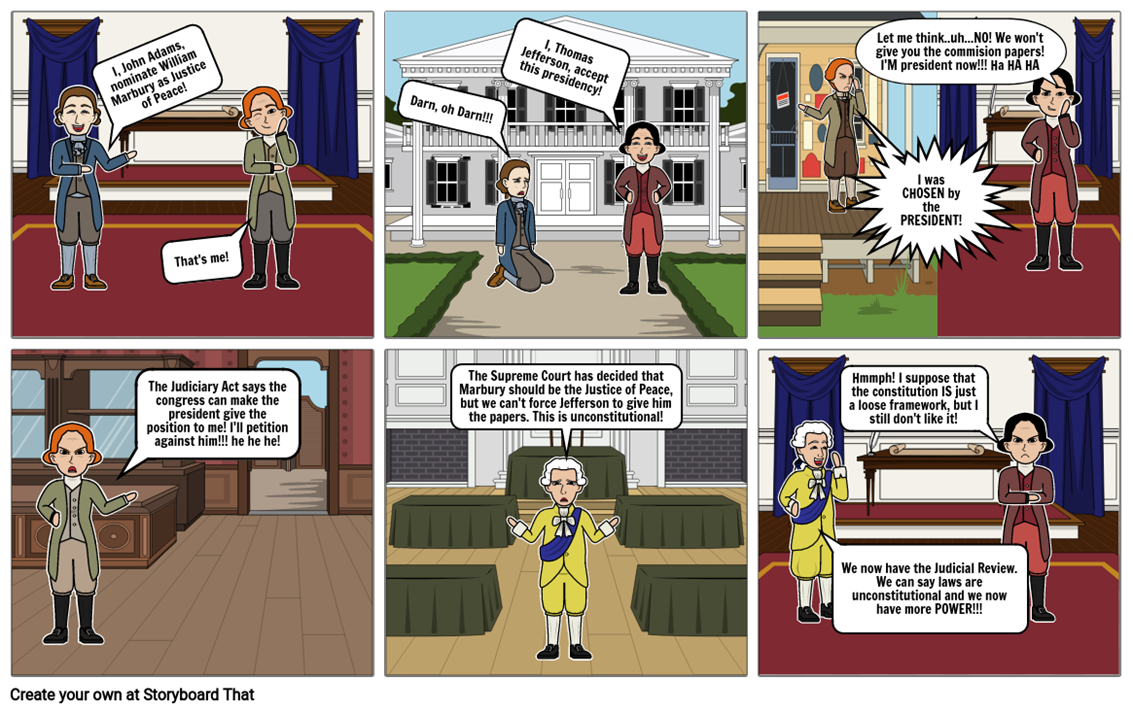 I, John Adams,
nominate William
Marbury as Justice
of Peace!
That's me!
I, Thomas
Jefferson, accept
this presidency!
Darn, oh Darn!!!
Let me think..uh...NO! We won't
give you the commision papers!
I'M president now!!! Ha HA HA
I was
CHOSEN by
the
PRESIDENT!
The Judiciary Act says the
congress can make the
president give the
position to me! I'll petition
against him!!! he he he!
The Supreme Court has decided that
Marbury should be the Justice of Peace,
but we can't force Jefferson to give him
the papers. This is unconstitutional!
Hmmph! I suppose that
the constitution IS just
a loose framework, but I
still don't like it!
We now have the Judicial Review.
We can say laws are
unconstitutional and we now
have more POWER!!!
Create your own at Storyboard That